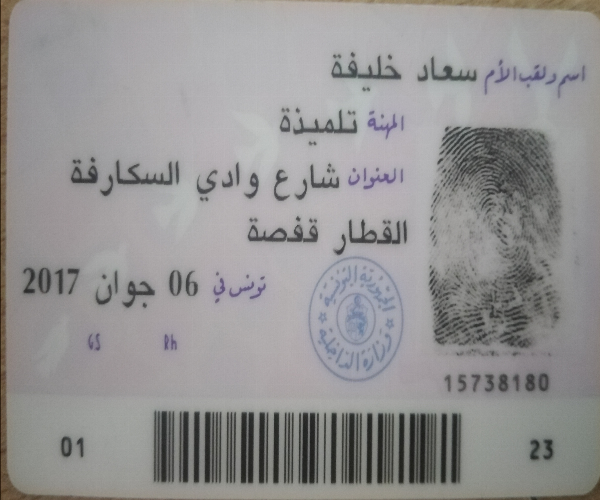 اسم ولقب الأم سعاد خليفة
المهنة تلميذة
العنوان شارع وادي السكارفة
القطار قفصة
تونس في 06 جوان 2017
GS Rh
الجمهورية التونسية
وزارة الداخلية
15738180
01 23